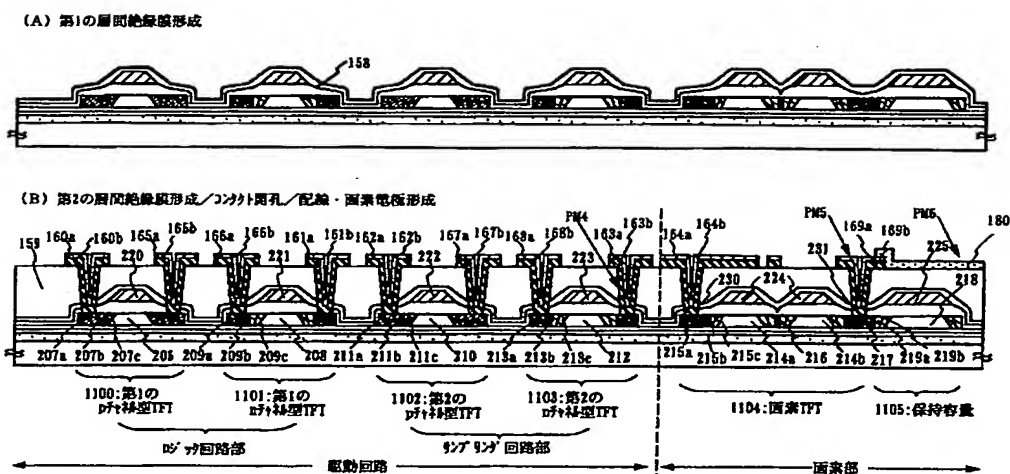 (A) 第1の層間絶縁膜形成
158
(B) 第2の層間絶縁膜形成/コンタクト開孔/配線・画素電極形成
159 160a 160b 165a 165b 166a 166b 161a 161b 162a 162b 167a 167b 168a 168b PM4 163a 163b 164a 164b PM5 169a 169b PM6 180
220 221 222 223 230 224 231 225 218
207a 207b 207c 206 209a 209b 209c 208 211a 211b 211c 210 213a 213b 213c 212 215a 215b 215c 214a 216 214b 217 219a 219b
1100:第1の pチャネル型TFT
1101:第1の nチャネル型TFT
1102:第2の pチャネル型TFT
1103:第2の nチャネル型TFT
1104:画素TFT
1105:保持容量
ロジック回路部
サンプリング回路部
駆動回路
画素部